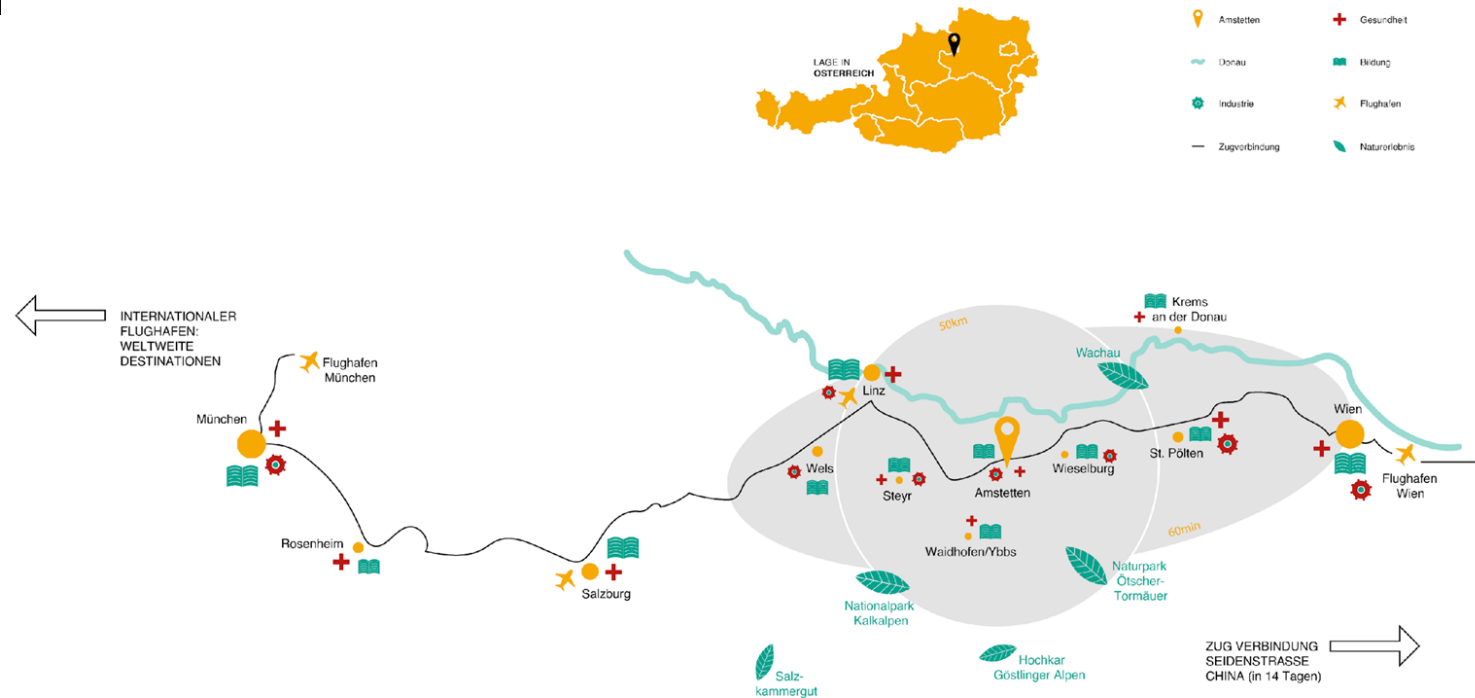 LAGE IN
ÖSTERREICH
Amstetten
Gesundheit
Donau
Bildung
Industrie
Flughafen
Zugverbindung
Naturerlebnis
INTERNATIONALER
FLUGHAFEN:
WELTWEITE
DESTINATIONEN
Flughafen
München
München
Rosenheim
Salzburg
Linz
Wels
Steyr
50km
Wachau
Krems
an der Donau
Amstetten
Wieselburg
St. Pölten
Wien
Flughafen
Wien
Waidhofen/Ybbs
60min
Nationalpark
Kalkalpen
Naturpark
Ötscher-
Tormäuer
Salz-
kammergut
Hochkar
Göstlinger Alpen
ZUG VERBINDUNG
SEIDENSTRASSE
CHINA (in 14 Tagen)